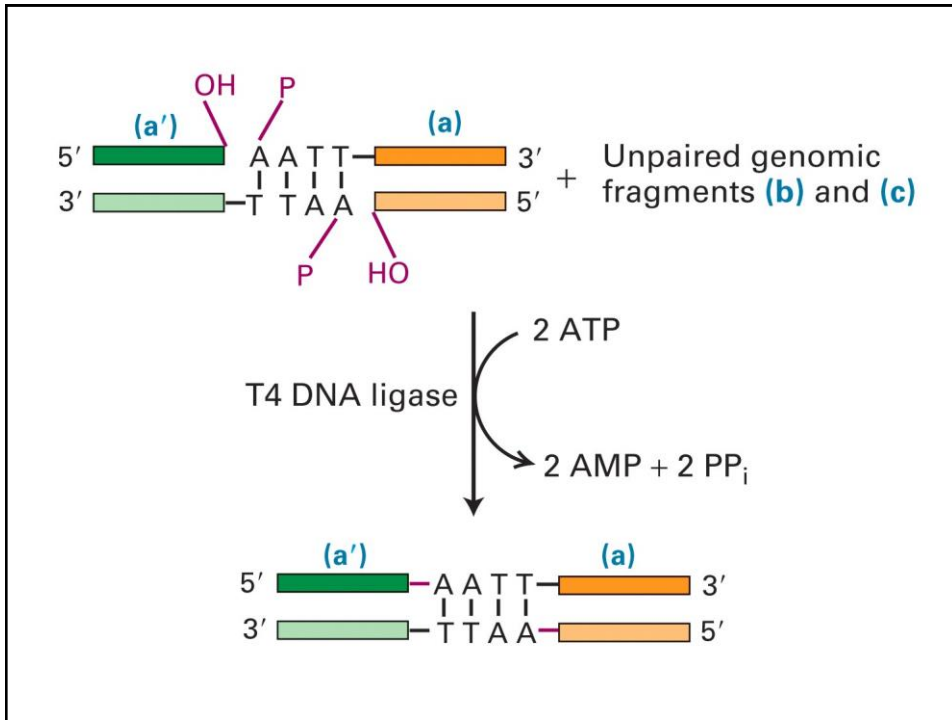 OH P
(a′) (a)
5′ A A T T 3′
3′ T T A A 5′
P HO
+ Unpaired genomic
fragments (b) and (c)
2 ATP
T4 DNA ligase
2 AMP + 2 PPi
(a′) (a)
5′ A A T T 3′
3′ T T A A 5′